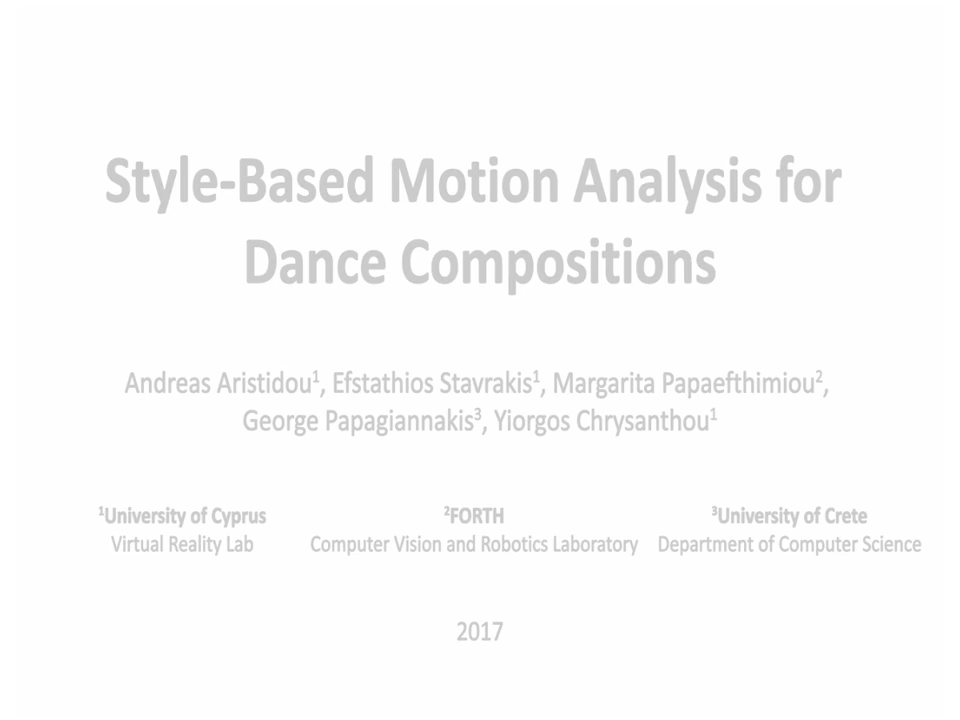 Style-Based Motion Analysis for
Dance Compositions
Andreas Aristidou¹, Efstathios Stavrakis¹, Margarita Papaefthimiou²,
George Papagiannakis³, Yiorgos Chrysanthou¹
¹University of Cyprus
Virtual Reality Lab
²FORTH
Computer Vision and Robotics Laboratory
³University of Crete
Department of Computer Science
2017